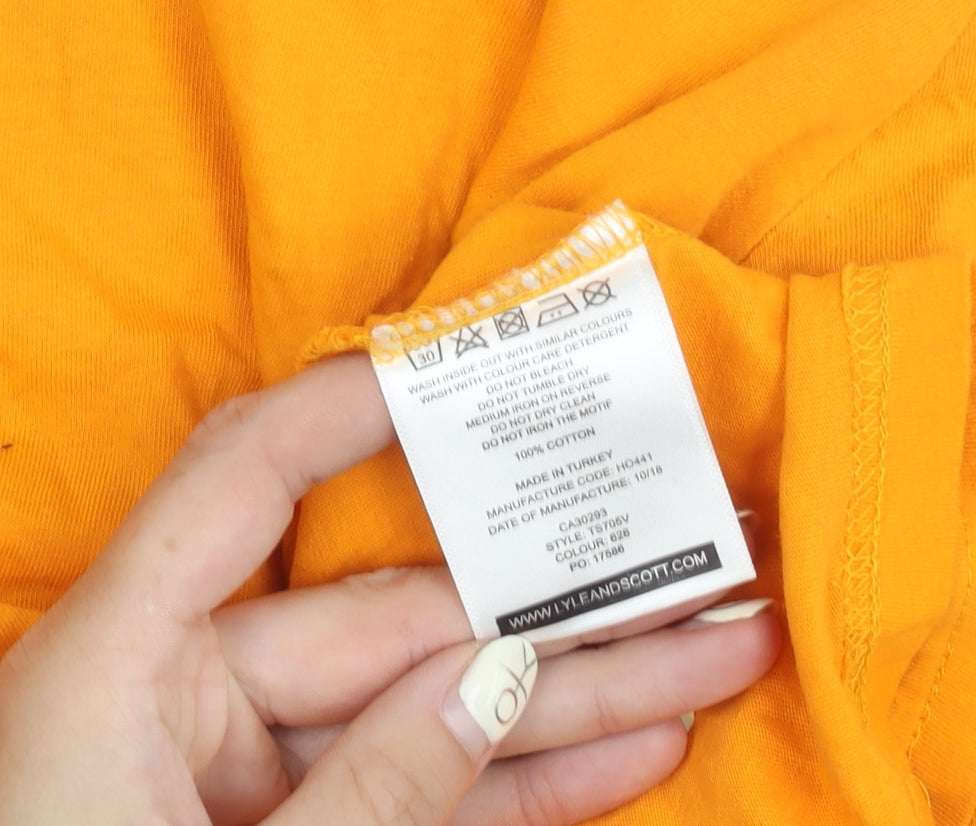 30
WASH INSIDE OUT WITH SIMILAR COLOURS
WASH WITH COLOUR CARE DETERGENT
DO NOT BLEACH
DO NOT TUMBLE DRY
MEDIUM IRON ON REVERSE
DO NOT DRY CLEAN
DO NOT IRON THE MOTIF
100% COTTON
MADE IN TURKEY
MANUFACTURE CODE: HO441
DATE OF MANUFACTURE: 10/18
CA30293
STYLE: TS705V
COLOUR: 626
PO: 17586
WWW.LYLEANDSCOTT.COM